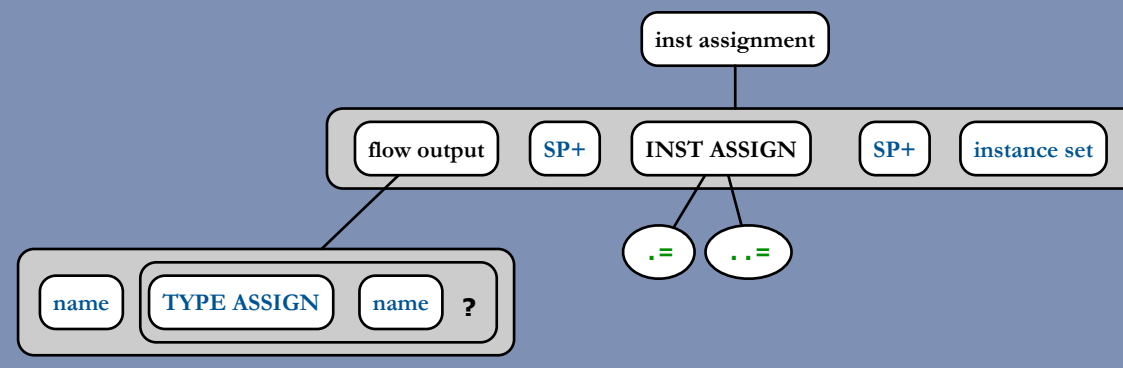 inst assignment
flow output SP+ INST ASSIGN SP+ instance set
.= ..=
name TYPE ASSIGN name ?